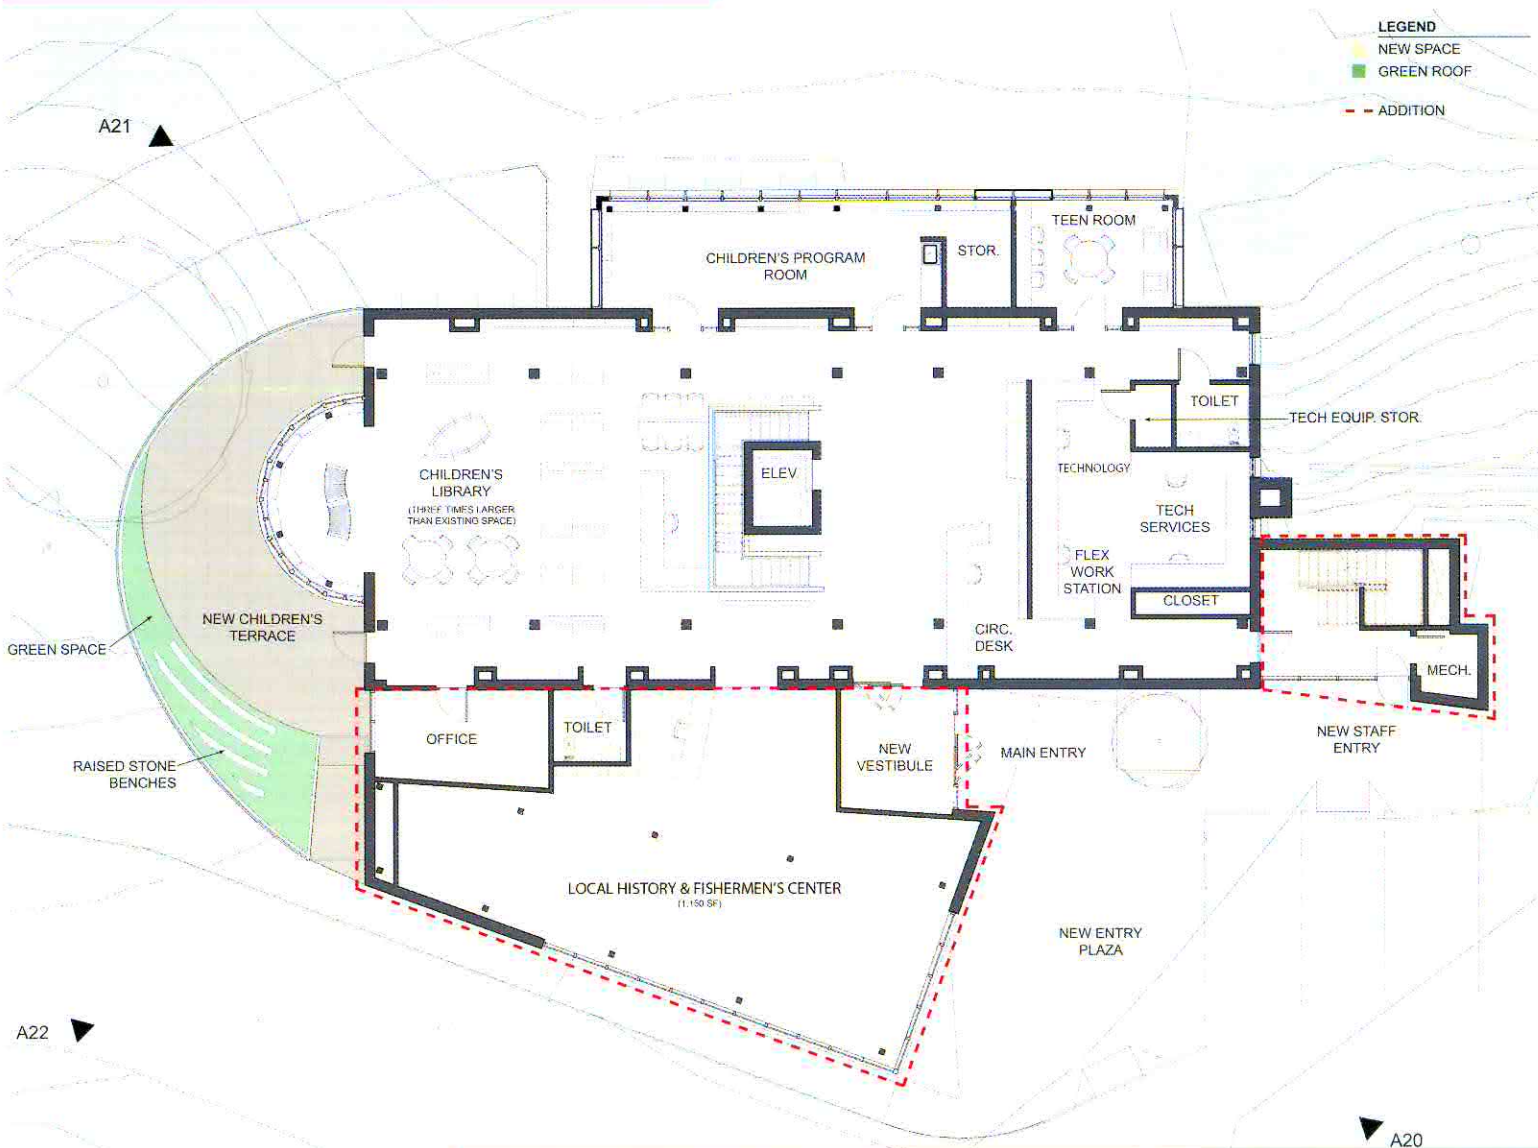 LEGEND
NEW SPACE
GREEN ROOF
ADDITION
A21
TEEN ROOM
CHILDREN'S PROGRAM
ROOM
STOR.
TOILET
TECH EQUIP. STOR.
ELEV.
CHILDREN'S
LIBRARY
(THREE TIMES LARGER
THAN EXISTING SPACE)
TECHNOLOGY
TECH
SERVICES
FLEX
WORK
STATION
CLOSET
NEW CHILDREN'S
TERRACE
GREEN SPACE
CIRC.
DESK
MECH.
OFFICE
TOILET
NEW
VESTIBULE
MAIN ENTRY
NEW STAFF
ENTRY
RAISED STONE
BENCHES
LOCAL HISTORY & FISHERMEN'S CENTER
(1,150 SF)
NEW ENTRY
PLAZA
A22
A20